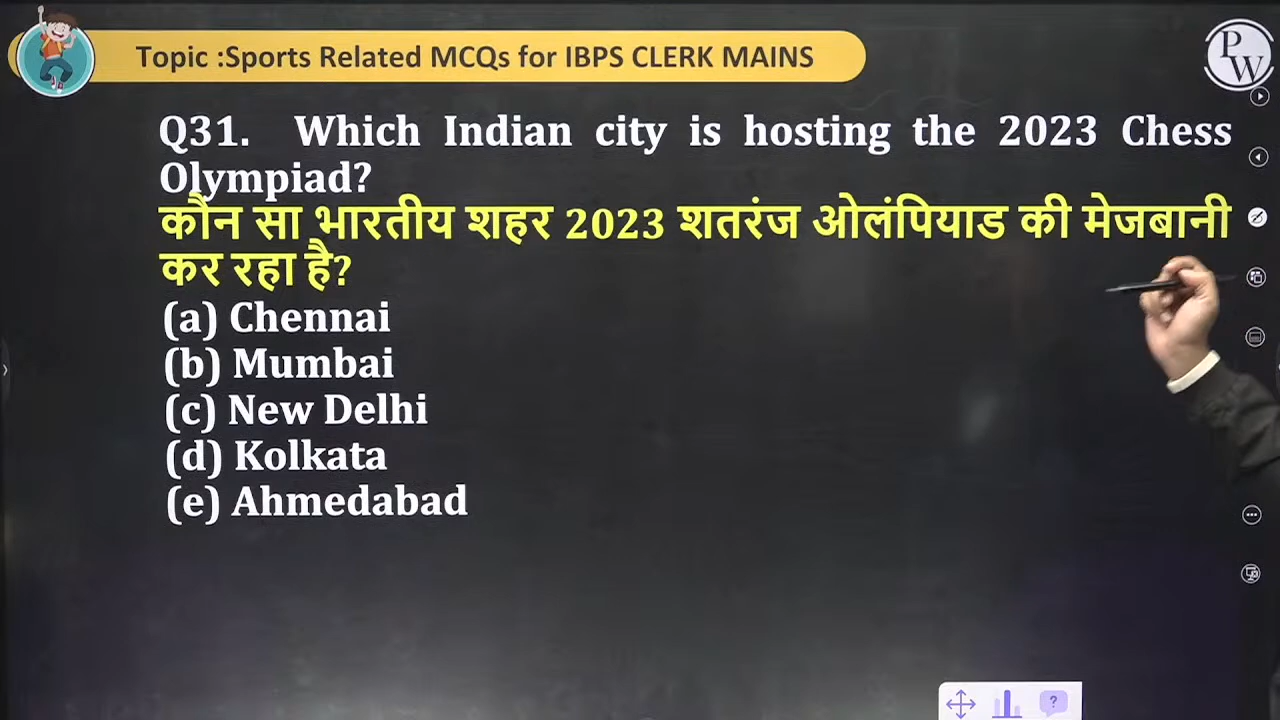 Topic :Sports Related MCQs for IBPS CLERK MAINS
PW
Q31. Which Indian city is hosting the 2023 Chess
Olympiad?
कौन सा भारतीय शहर 2023 शतरंज ओलंपियाड की मेजबानी
कर रहा है?
(a) Chennai
(b) Mumbai
(c) New Delhi
(d) Kolkata
(e) Ahmedabad
?